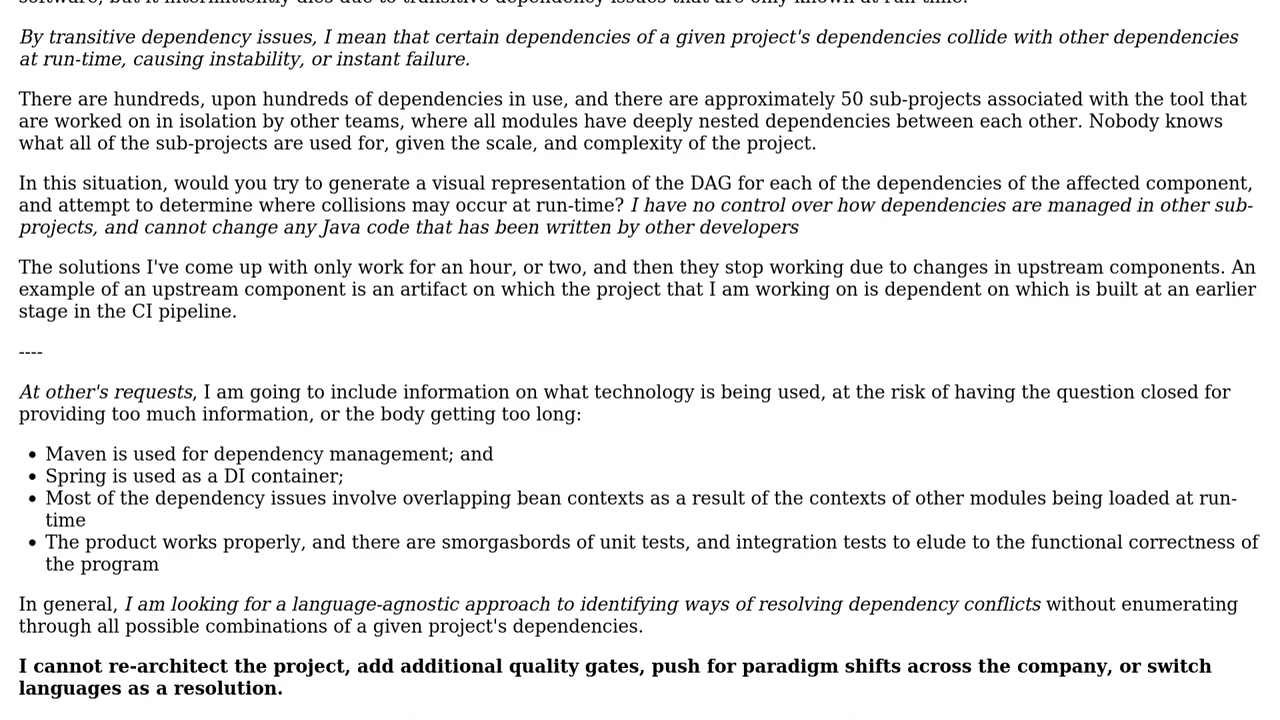 software, but it intermittently dies due to transitive dependency issues that are only known at run-time.
By transitive dependency issues, I mean that certain dependencies of a given project's dependencies collide with other dependencies
at run-time, causing instability, or instant failure.
There are hundreds, upon hundreds of dependencies in use, and there are approximately 50 sub-projects associated with the tool that
are worked on in isolation by other teams, where all modules have deeply nested dependencies between each other. Nobody knows
what all of the sub-projects are used for, given the scale, and complexity of the project.
In this situation, would you try to generate a visual representation of the DAG for each of the dependencies of the affected component,
and attempt to determine where collisions may occur at run-time? I have no control over how dependencies are managed in other sub-
projects, and cannot change any Java code that has been written by other developers
The solutions I've come up with only work for an hour, or two, and then they stop working due to changes in upstream components. An
example of an upstream component is an artifact on which the project that I am working on is dependent on which is built at an earlier
stage in the CI pipeline.
----
At other's requests, I am going to include information on what technology is being used, at the risk of having the question closed for
providing too much information, or the body getting too long:
• Maven is used for dependency management; and
• Spring is used as a DI container;
• Most of the dependency issues involve overlapping bean contexts as a result of the contexts of other modules being loaded at run-
time
• The product works properly, and there are smorgasbords of unit tests, and integration tests to elude to the functional correctness of
the program
In general, I am looking for a language-agnostic approach to identifying ways of resolving dependency conflicts without enumerating
through all possible combinations of a given project's dependencies.
I cannot re-architect the project, add additional quality gates, push for paradigm shifts across the company, or switch
languages as a resolution.